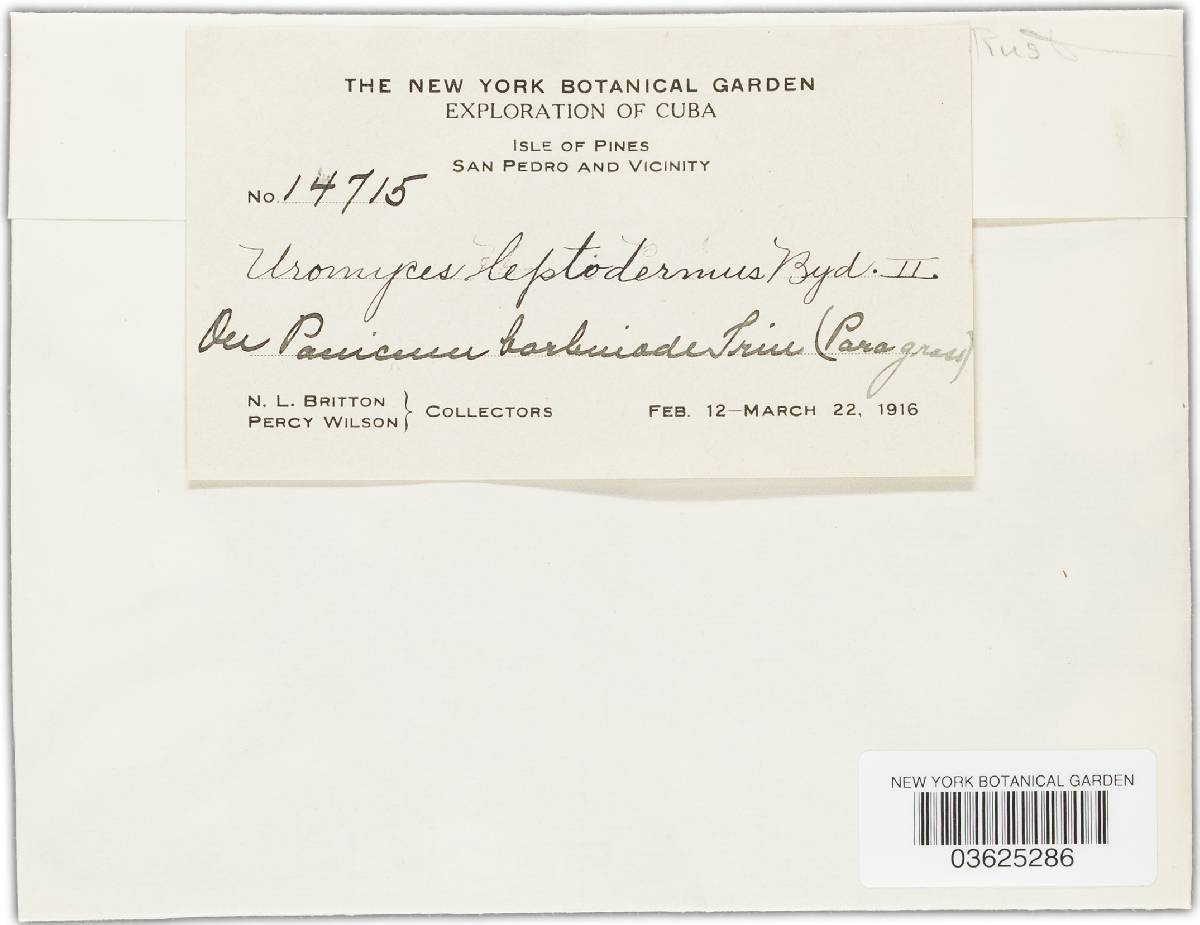 Rust
THE NEW YORK BOTANICAL GARDEN
EXPLORATION OF CUBA
ISLE OF PINES
SAN PEDRO AND VICINITY
No. 14715
Uromyces leptodermus Syd. II.
On Panicum barbinode Trin (Para grass)
N. L. BRITTON
PERCY WILSON } COLLECTORS FEB. 12–MARCH 22, 1916
NEW YORK BOTANICAL GARDEN
03625286